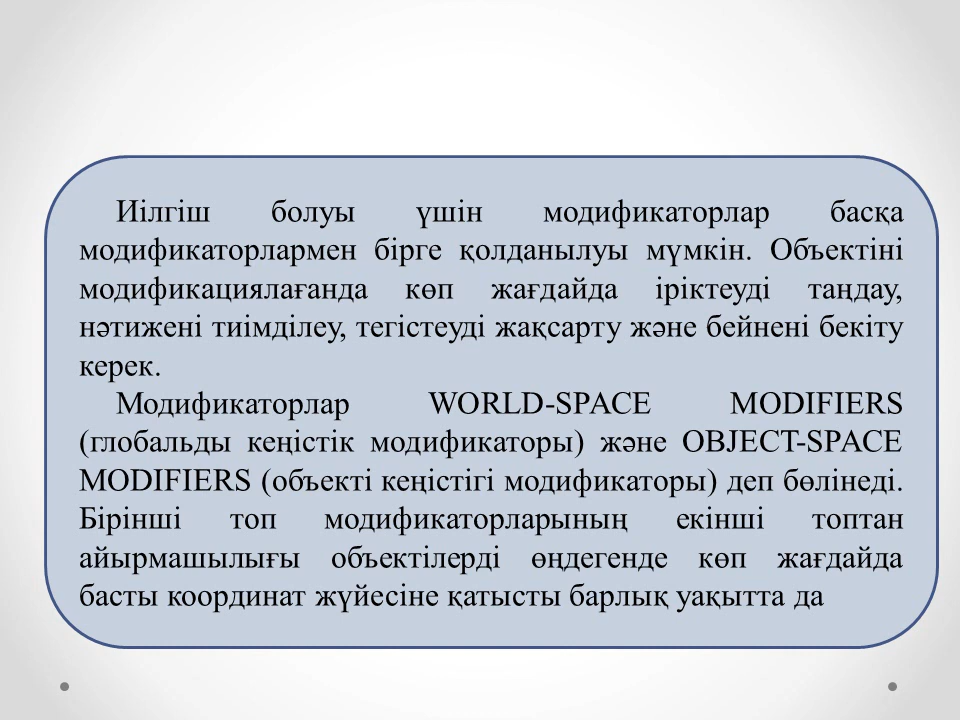 Иілгіш болуы үшін модификаторлар басқа
модификаторлармен бірге қолданылуы мүмкін. Объектіні
модификациялағанда көп жағдайда іріктеуді таңдау,
нәтижені тиімділеу, тегістеуді жақсарту және бейнені бекіту
керек.
Модификаторлар WORLD-SPACE MODIFIERS
(глобальды кеңістік модификаторы) және OBJECT-SPACE
MODIFIERS (объекті кеңістігі модификаторы) деп бөлінеді.
Бірінші топ модификаторларының екінші топтан
айырмашылығы объектілерді өңдегенде көп жағдайда
басты координат жүйесіне қатысты барлық уақытта да